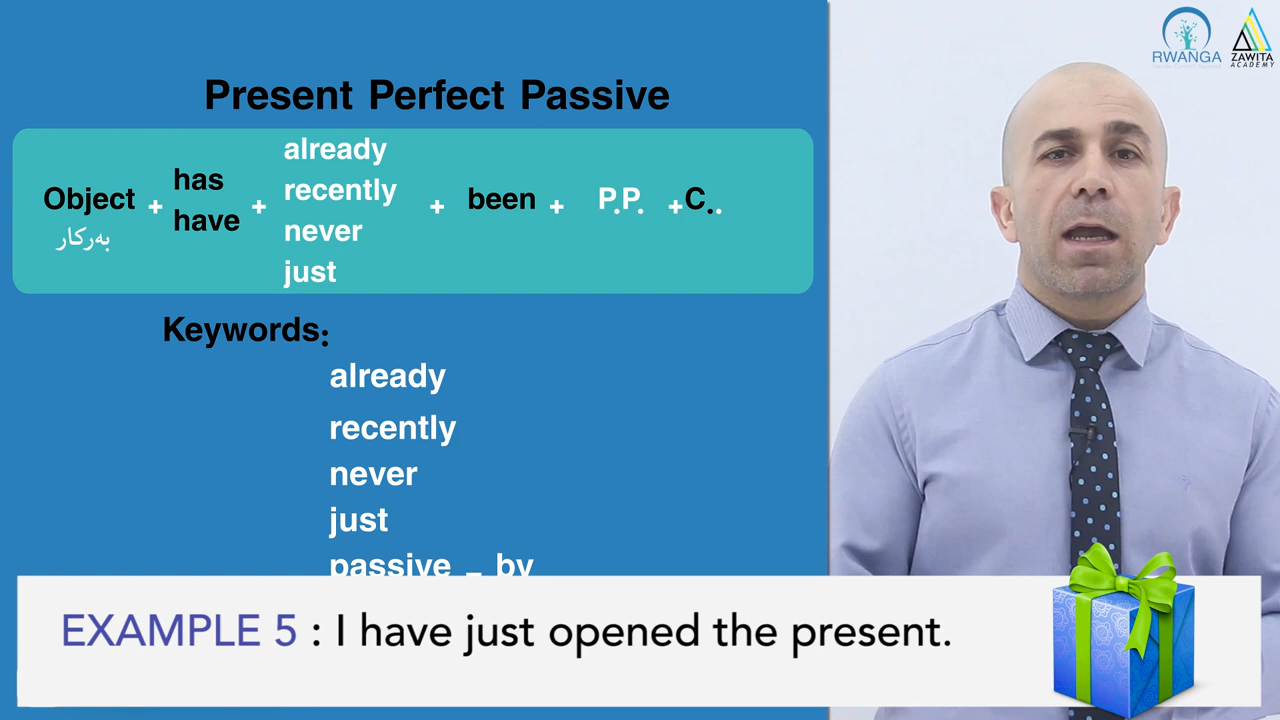 RWANGA
ZAWITA
ACADEMY
Present Perfect Passive
Object + has have + already recently never just + been + P.P. + C..
بەرکار
Keywords:
already
recently
never
just
passive – by
EXAMPLE 5 : I have just opened the present.